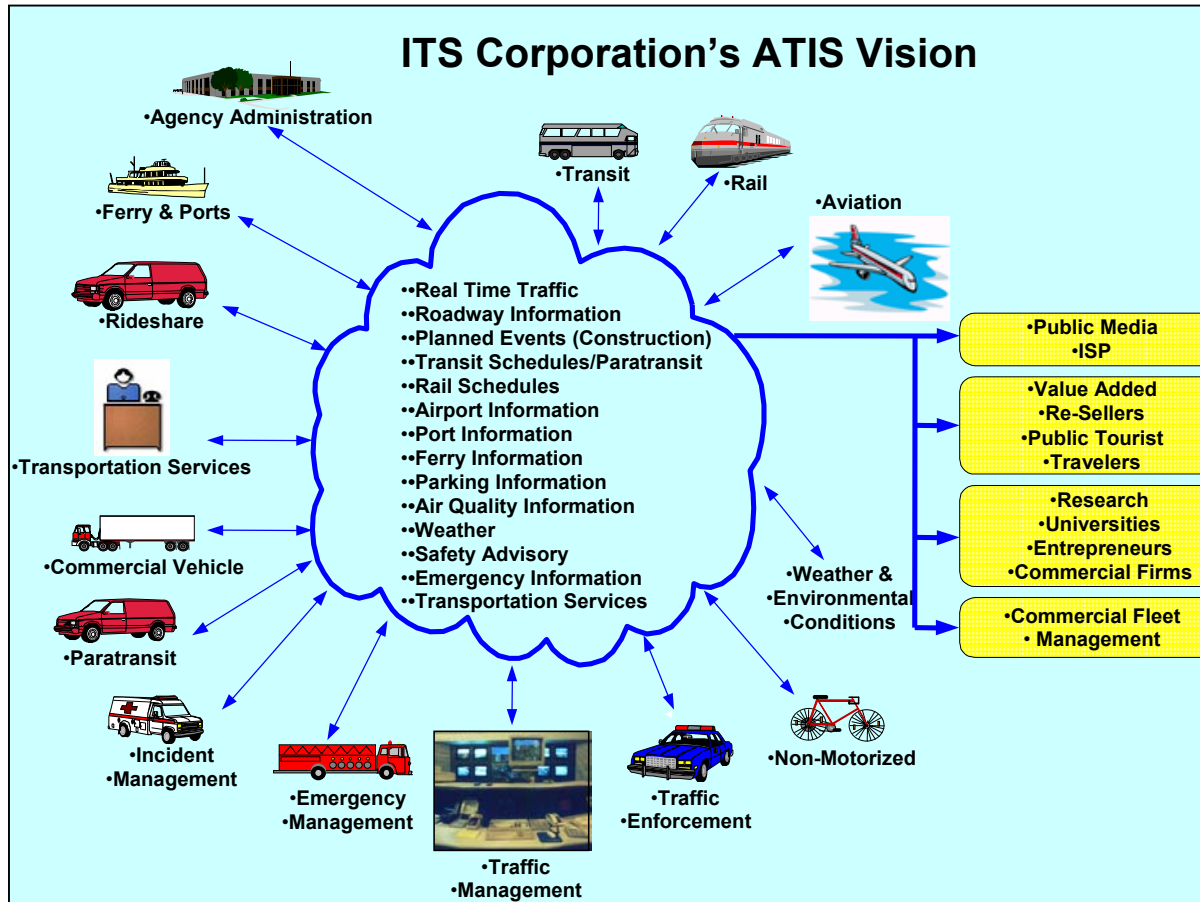 ITS Corporation's ATIS Vision
•Agency Administration
•Transit
•Rail
•Ferry & Ports
•Aviation
•Rideshare
•Transportation Services
•Commercial Vehicle
•Paratransit
•Incident
•Management
•Emergency
•Management
•Traffic
•Management
•Traffic
•Enforcement
•Non-Motorized
•Weather &
•Environmental
•Conditions
••Real Time Traffic
••Roadway Information
••Planned Events (Construction)
••Transit Schedules/Paratransit
••Rail Schedules
••Airport Information
••Port Information
••Ferry Information
••Parking Information
••Air Quality Information
••Weather
••Safety Advisory
••Emergency Information
••Transportation Services
•Public Media
•ISP
•Value Added
•Re-Sellers
•Public Tourist
•Travelers
•Research
•Universities
•Entrepreneurs
•Commercial Firms
•Commercial Fleet
• Management